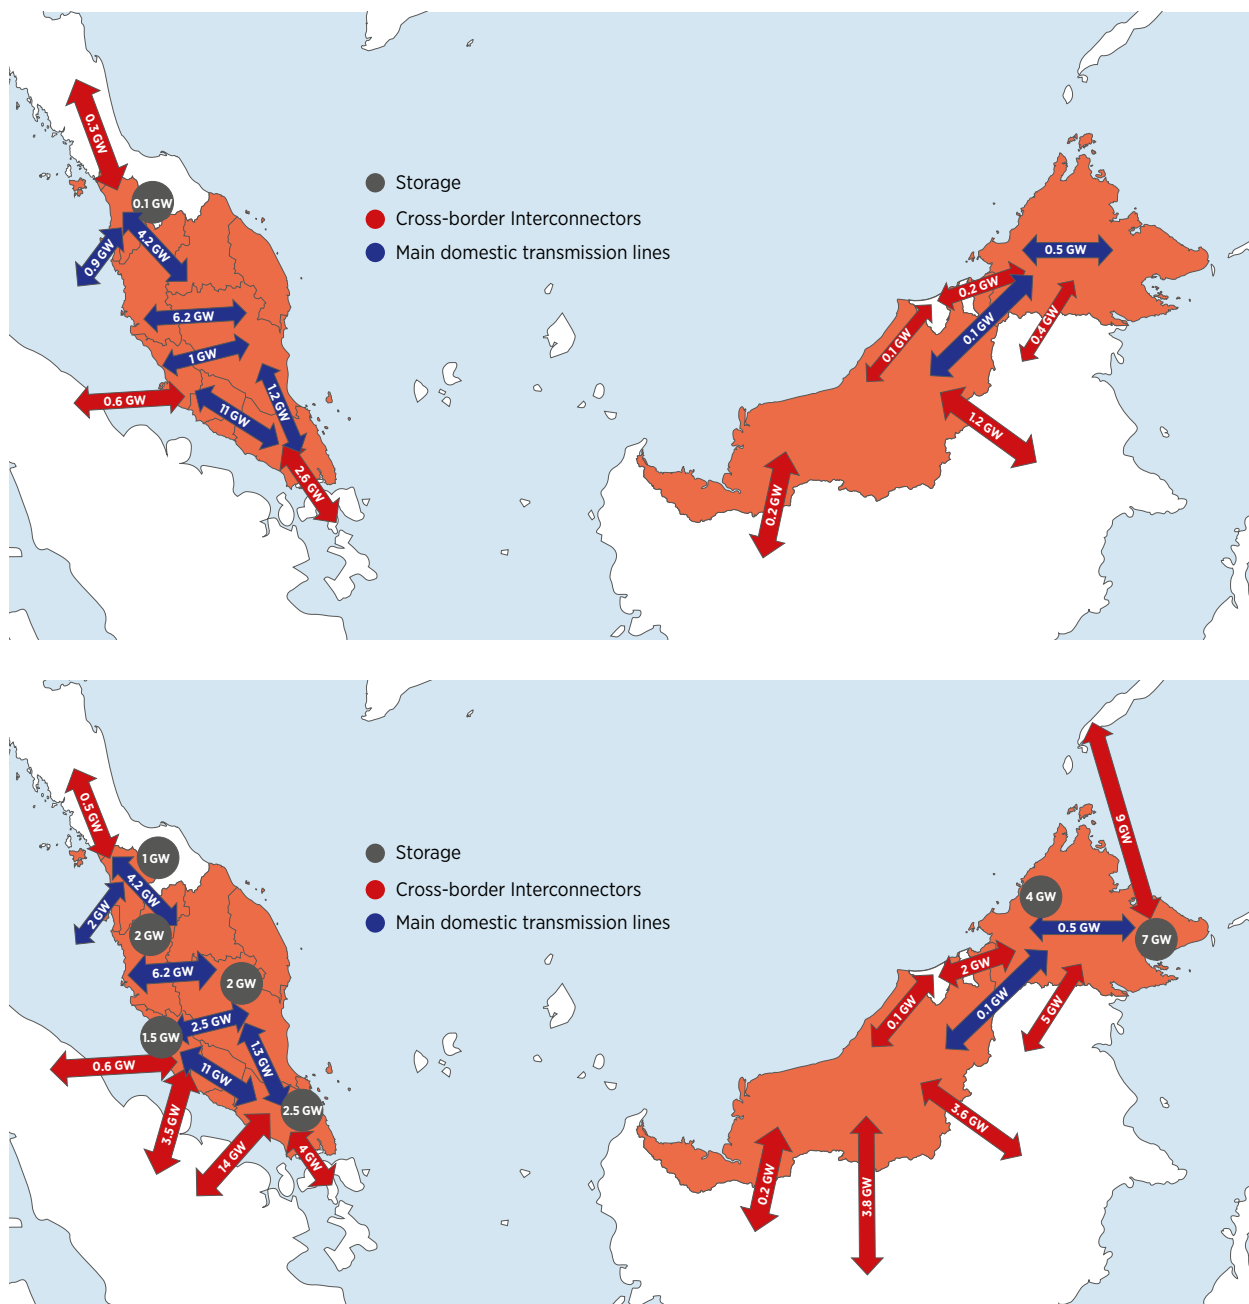 0.3 GW
Storage
0.1 GW
Cross-border Interconnectors
4.2 GW
Main domestic transmission lines
0.9 GW
0.5 GW
0.2 GW
6.2 GW
0.1 GW
0.1 GW
0.4 GW
1 GW
0.6 GW
11 GW
1.2 GW
1.2 GW
2.6 GW
0.2 GW
0.5 GW
9 GW
Storage
1 GW
Cross-border Interconnectors
4.2 GW
4 GW
Main domestic transmission lines
2 GW
2 GW
0.5 GW
7 GW
6.2 GW
2 GW
2 GW
0.1 GW
0.1 GW
5 GW
2.5 GW
1.5 GW
1.3 GW
0.6 GW
11 GW
2.5 GW
3.6 GW
3.5 GW
14 GW
4 GW
0.2 GW
3.8 GW